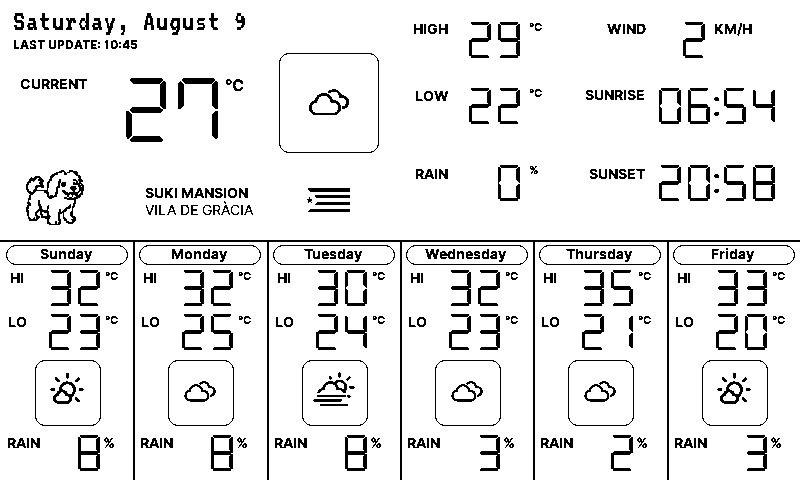 Saturday, August 9
LAST UPDATE: 10:45
CURRENT 27 °C
SUKI MANSION
VILA DE GRÀCIA
HIGH 29 °C
LOW 22 °C
RAIN 0 %
WIND 2 KM/H
SUNRISE 06:54
SUNSET 20:58
Sunday
HI 32 °C
LO 23 °C
RAIN 8 %
Monday
HI 32 °C
LO 25 °C
RAIN 8 %
Tuesday
HI 30 °C
LO 24 °C
RAIN 8 %
Wednesday
HI 32 °C
LO 23 °C
RAIN 3 %
Thursday
HI 35 °C
LO 21 °C
RAIN 2 %
Friday
HI 33 °C
LO 20 °C
RAIN 3 %